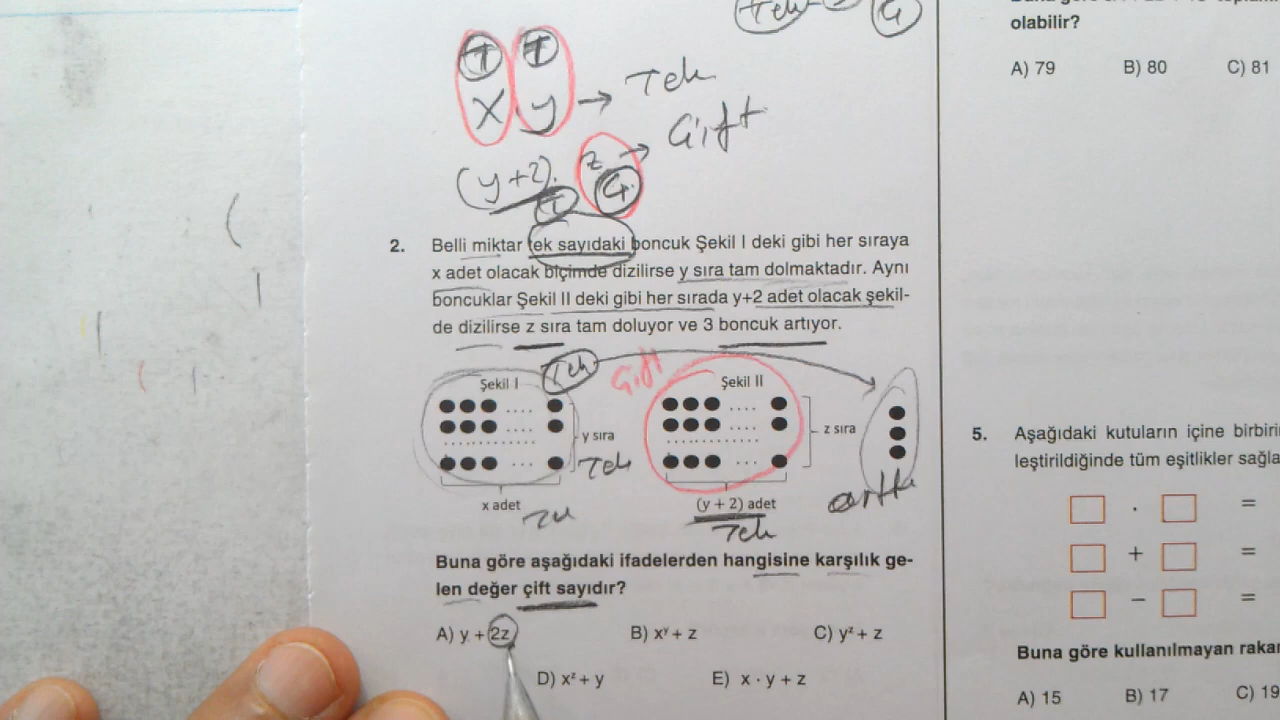 Tek
olabilir?
A) 79 B) 80 C) 81
T T
x y → Tek
(y+2). z → Çift
T Ç
2. Belli miktar tek sayıdaki boncuk Şekil I deki gibi her sıraya
x adet olacak biçimde dizilirse y sıra tam dolmaktadır. Aynı
boncuklar Şekil II deki gibi her sırada y+2 adet olacak şekil-
de dizilirse z sıra tam doluyor ve 3 boncuk artıyor.
Tek Çift
Şekil I Şekil II
y sıra z sıra
Tek
x adet (y + 2) adet
Tek
Buna göre aşağıdaki ifadelerden hangisine karşılık ge-
len değer çift sayıdır?
A) y + 2z B) xʸ + z C) yᶻ + z
D) xᶻ + y E) x · y + z
5. Aşağıdaki kutuların içine
leştirildiğinde tüm eşitlikler
· =
+ =
− =
Buna göre kullanılmayan
A) 15 B) 17 C) 19